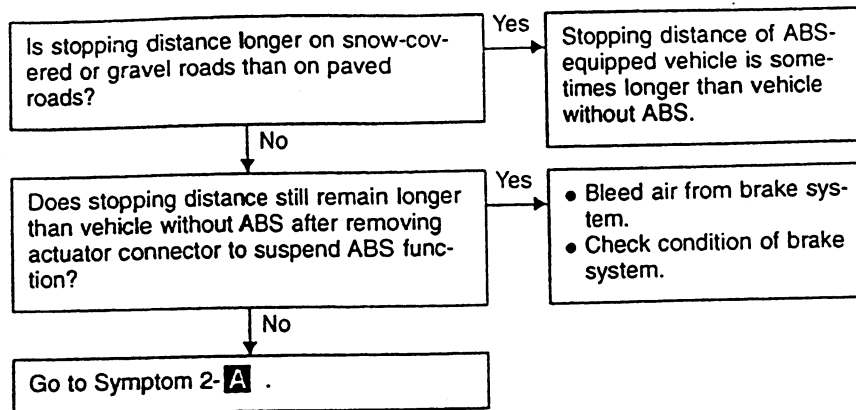 Is stopping distance longer on snow-cov-
ered or gravel roads than on paved
roads?
Yes
Stopping distance of ABS-
equipped vehicle is some-
times longer than vehicle
without ABS.
No
Does stopping distance still remain longer
than vehicle without ABS after removing
actuator connector to suspend ABS func-
tion?
Yes
● Bleed air from brake sys-
tem.
● Check condition of brake
system.
No
Go to Symptom 2-A .